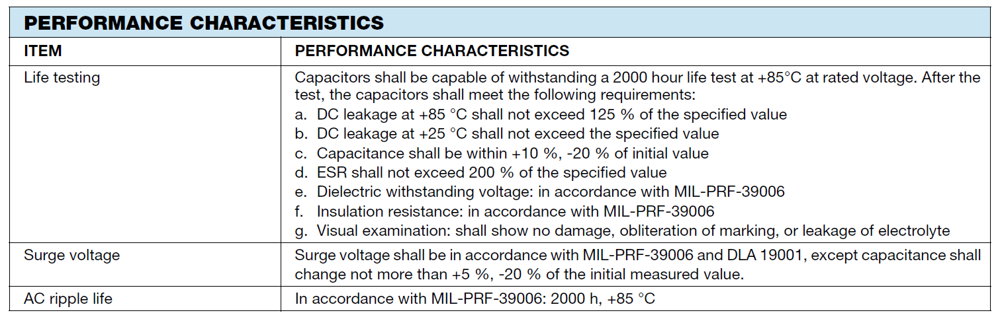 PERFORMANCE CHARACTERISTICS
ITEM
PERFORMANCE CHARACTERISTICS
Life testing
Capacitors shall be capable of withstanding a 2000 hour life test at +85°C at rated voltage. After the
test, the capacitors shall meet the following requirements:
a. DC leakage at +85 °C shall not exceed 125 % of the specified value
b. DC leakage at +25 °C shall not exceed the specified value
c. Capacitance shall be within +10 %, -20 % of initial value
d. ESR shall not exceed 200 % of the specified value
e. Dielectric withstanding voltage: in accordance with MIL-PRF-39006
f. Insulation resistance: in accordance with MIL-PRF-39006
g. Visual examination: shall show no damage, obliteration of marking, or leakage of electrolyte
Surge voltage
Surge voltage shall be in accordance with MIL-PRF-39006 and DLA 19001, except capacitance shall
change not more than +5 %, -20 % of the initial measured value.
AC ripple life
In accordance with MIL-PRF-39006: 2000 h, +85 °C